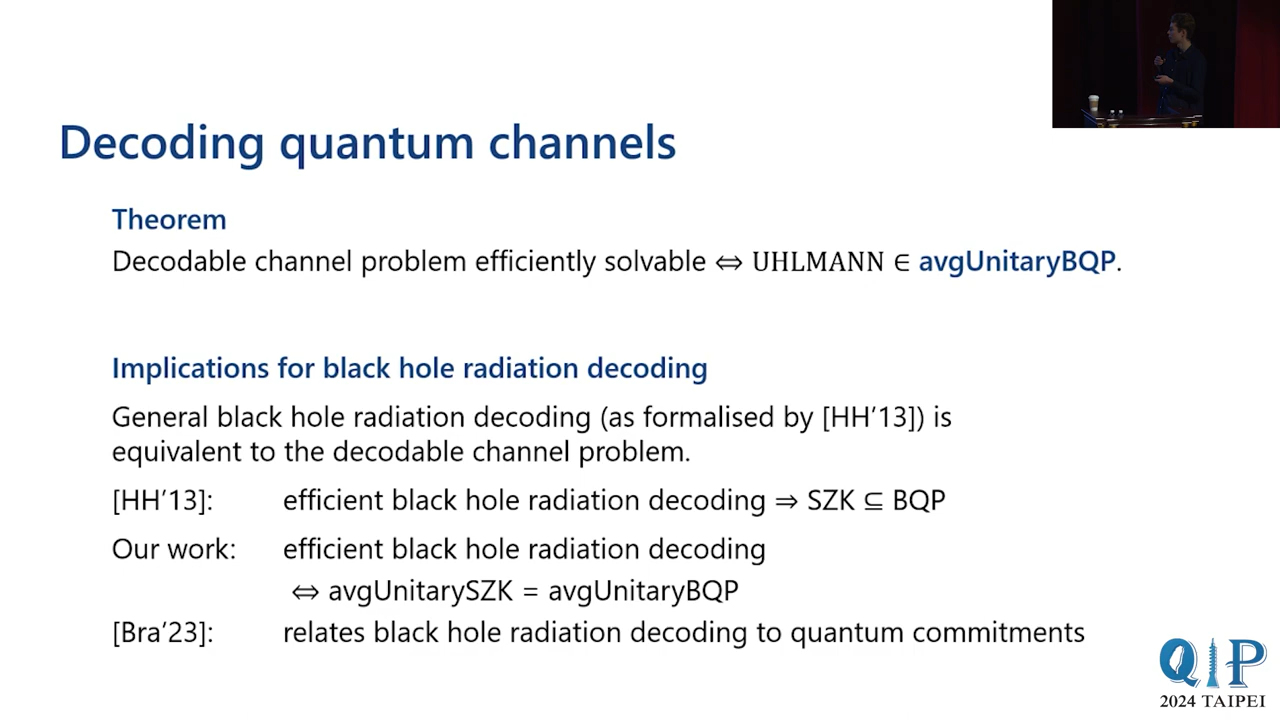 Decoding quantum channels
Theorem
Decodable channel problem efficiently solvable ⇔ UHLMANN ∈ avgUnitaryBQP.
Implications for black hole radiation decoding
General black hole radiation decoding (as formalised by [HH’13]) is
equivalent to the decodable channel problem.
[HH’13]: efficient black hole radiation decoding ⇒ SZK ⊆ BQP
Our work: efficient black hole radiation decoding
⇔ avgUnitarySZK = avgUnitaryBQP
[Bra’23]: relates black hole radiation decoding to quantum commitments
QIP
2024 TAIPEI